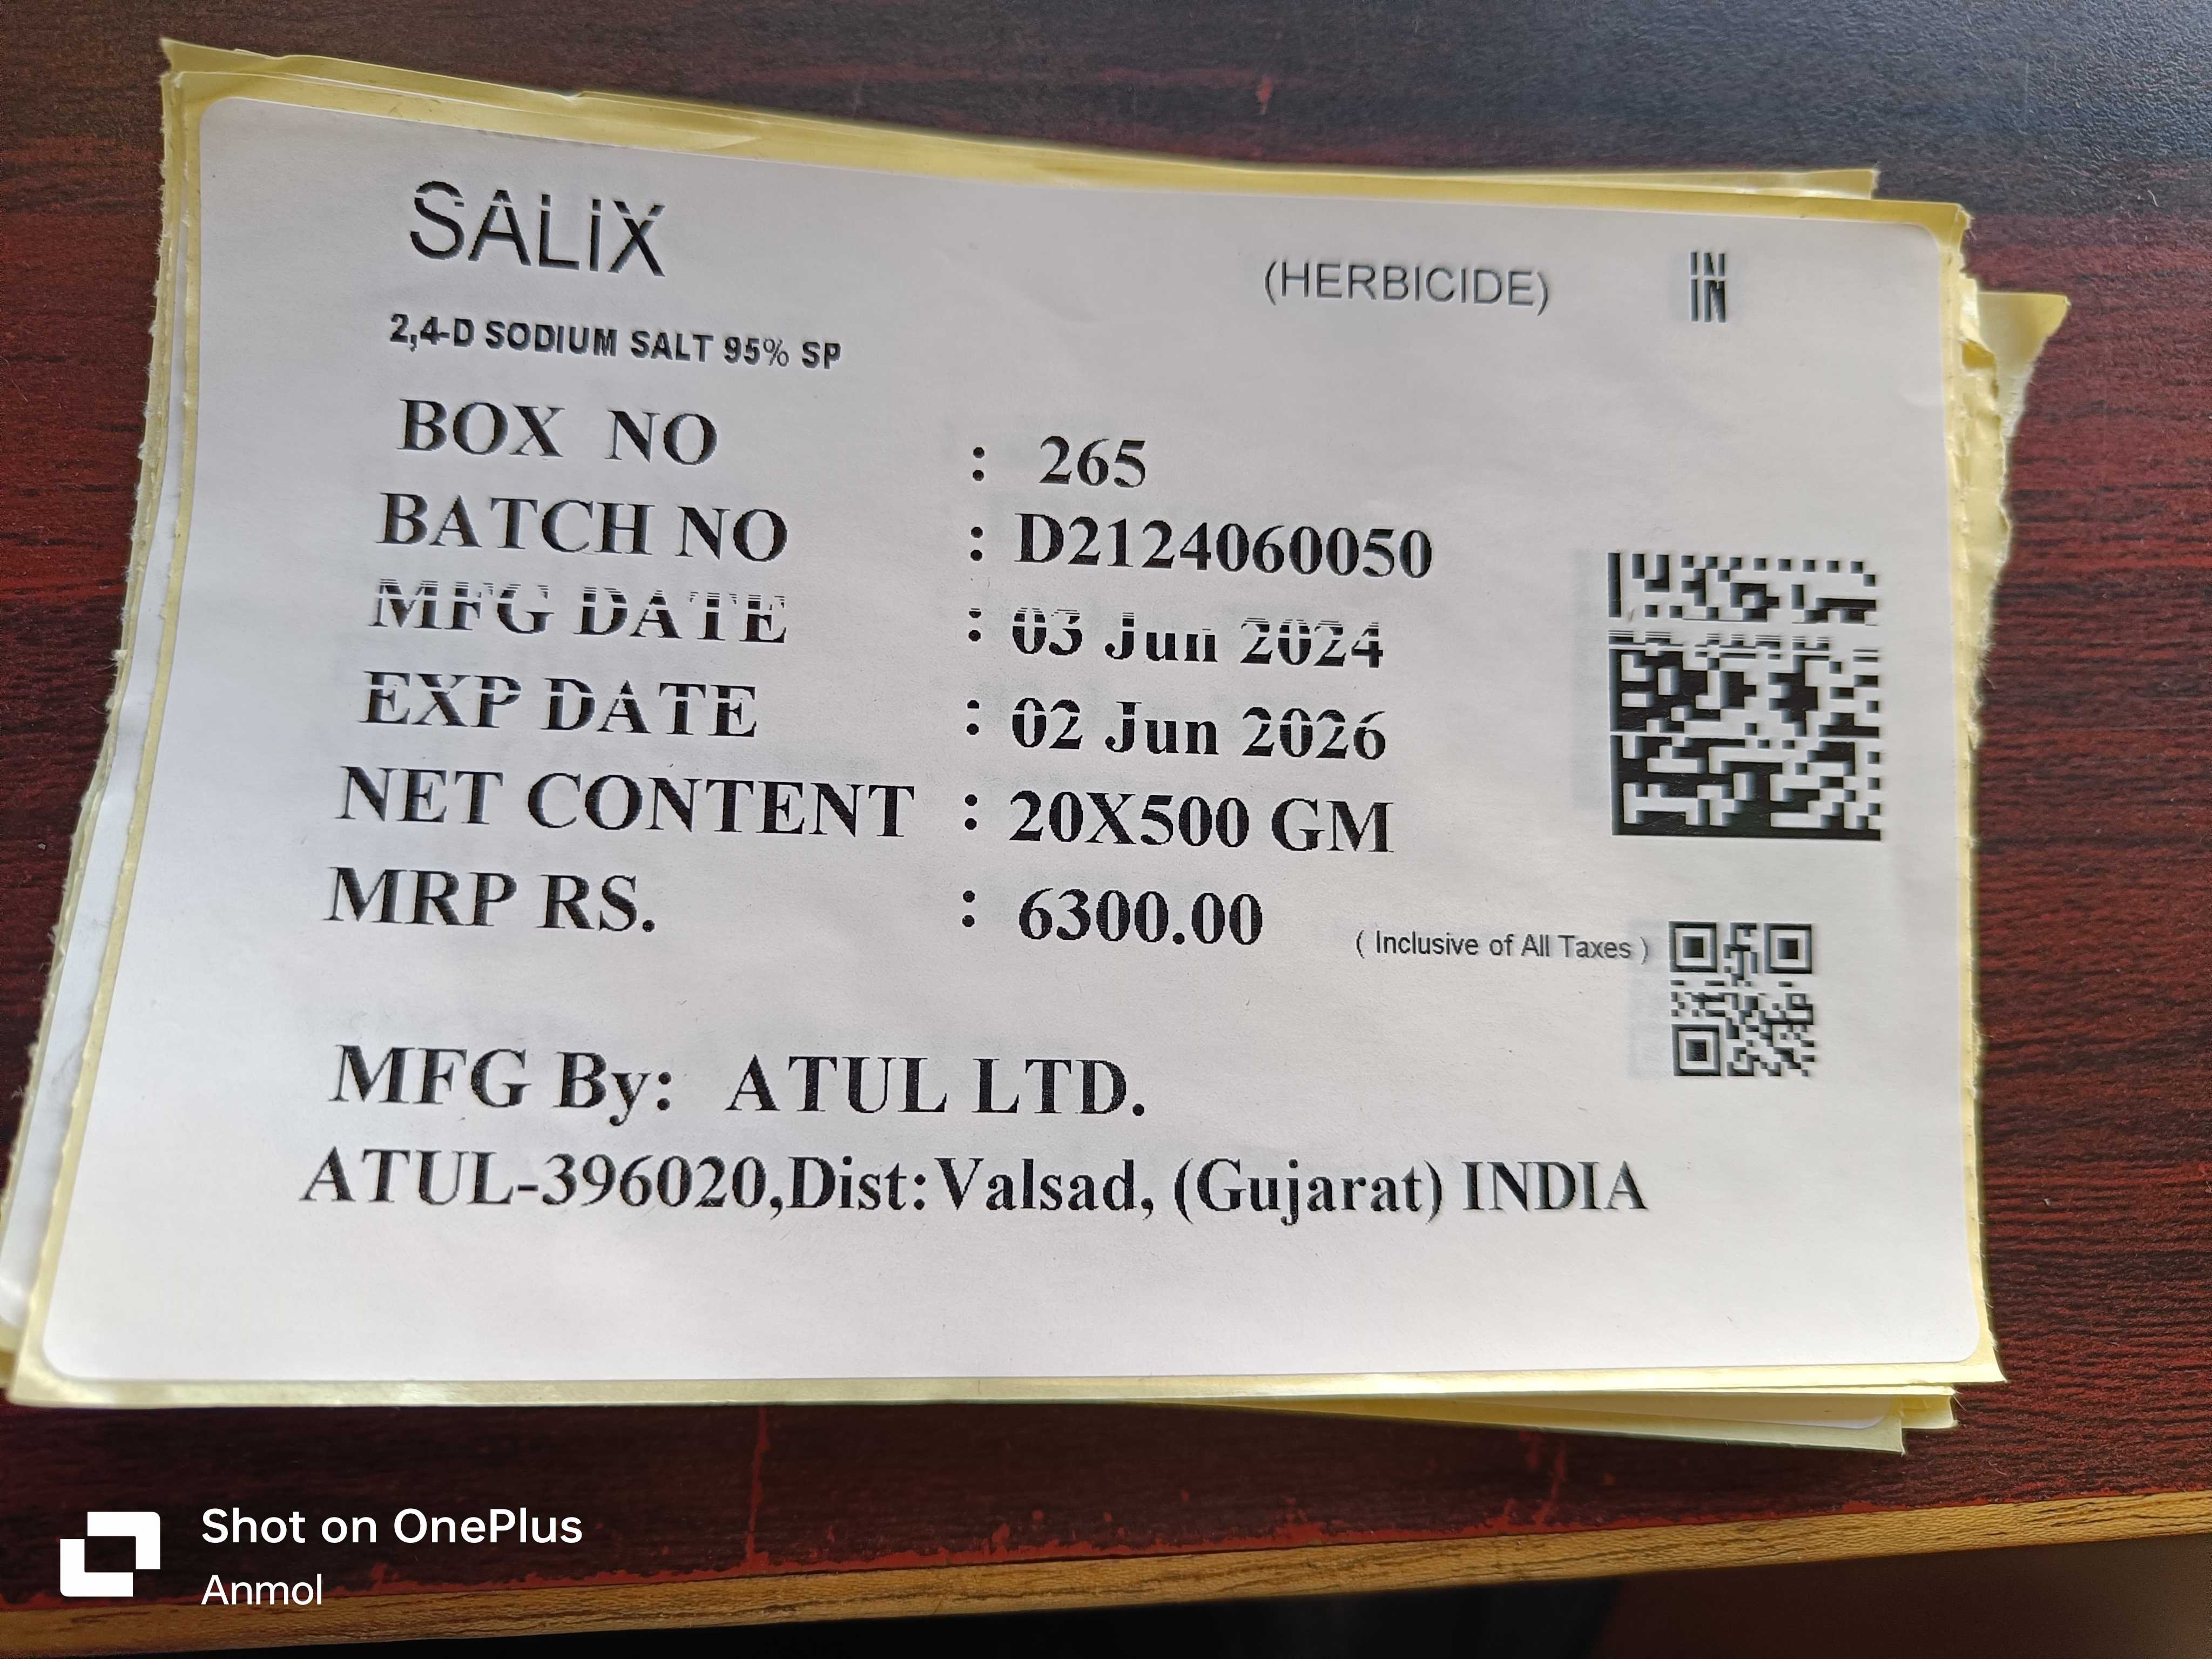 SALIX
(HERBICIDE)
IN
2,4-D SODIUM SALT 95% SP
BOX NO : 265
BATCH NO : D2124060050
MFG DATE : 03 Jun 2024
EXP DATE : 02 Jun 2026
NET CONTENT : 20X500 GM
MRP RS. : 6300.00 ( Inclusive of All Taxes )
MFG By: ATUL LTD.
ATUL-396020,Dist:Valsad, (Gujarat) INDIA
Shot on OnePlus
Anmol